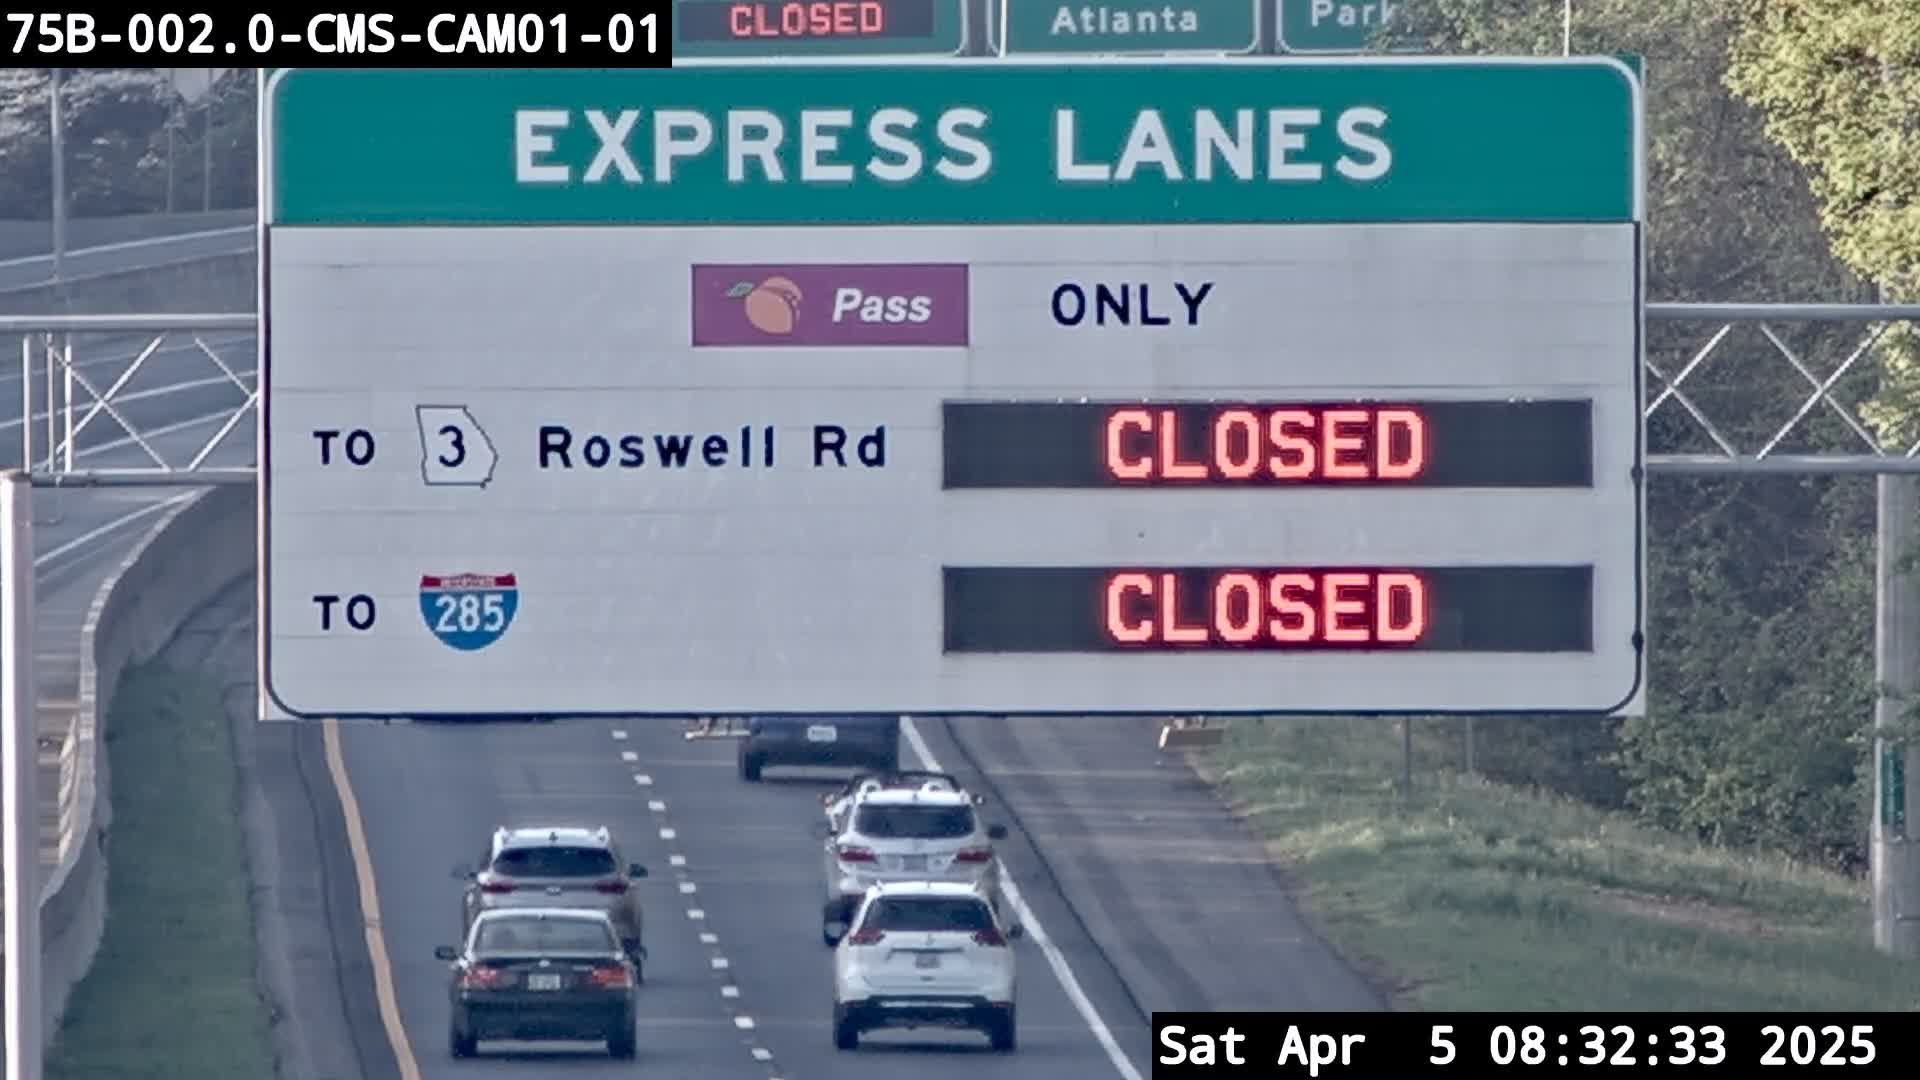 75B-002.0-CMS-CAM01-01
CLOSED
Atlanta
Park
EXPRESS LANES
Pass ONLY
TO 3 Roswell Rd CLOSED
TO INTERSTATE 285 CLOSED
Sat Apr 5 08:32:33 2025